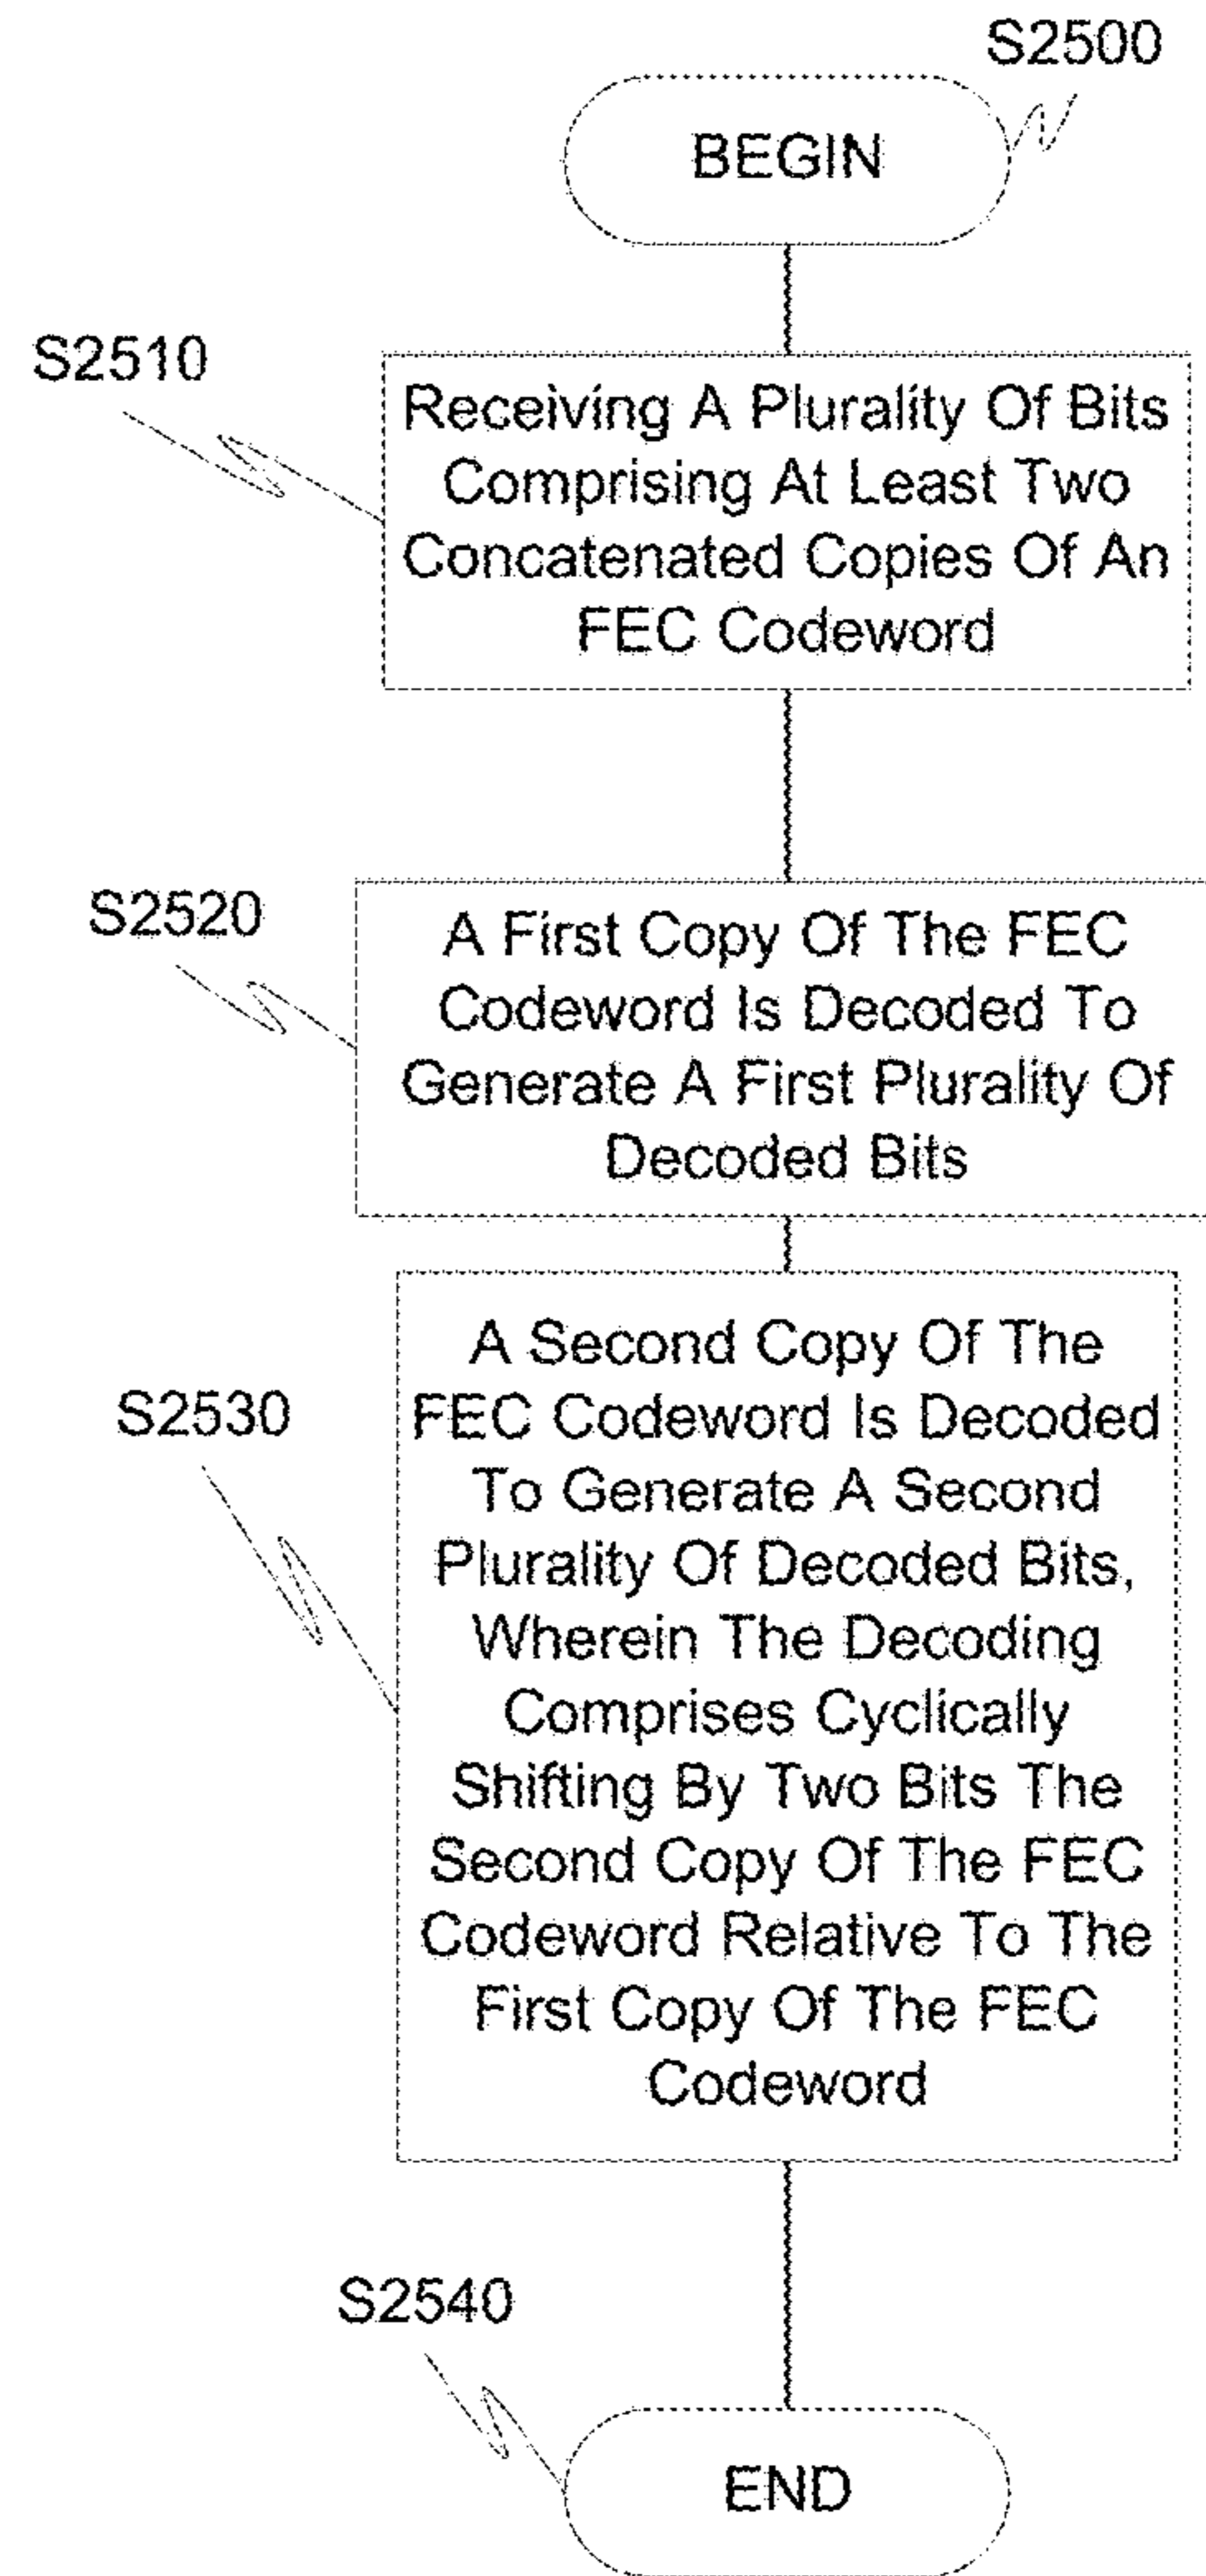 S2500
BEGIN
S2510
Receiving A Plurality Of Bits
Comprising At Least Two
Concatenated Copies Of An
FEC Codeword
S2520
A First Copy Of The FEC
Codeword Is Decoded To
Generate A First Plurality Of
Decoded Bits
S2530
A Second Copy Of The
FEC Codeword Is Decoded
To Generate A Second
Plurality Of Decoded Bits,
Wherein The Decoding
Comprises Cyclically
Shifting By Two Bits The
Second Copy Of The FEC
Codeword Relative To The
First Copy Of The FEC
Codeword
S2540
END